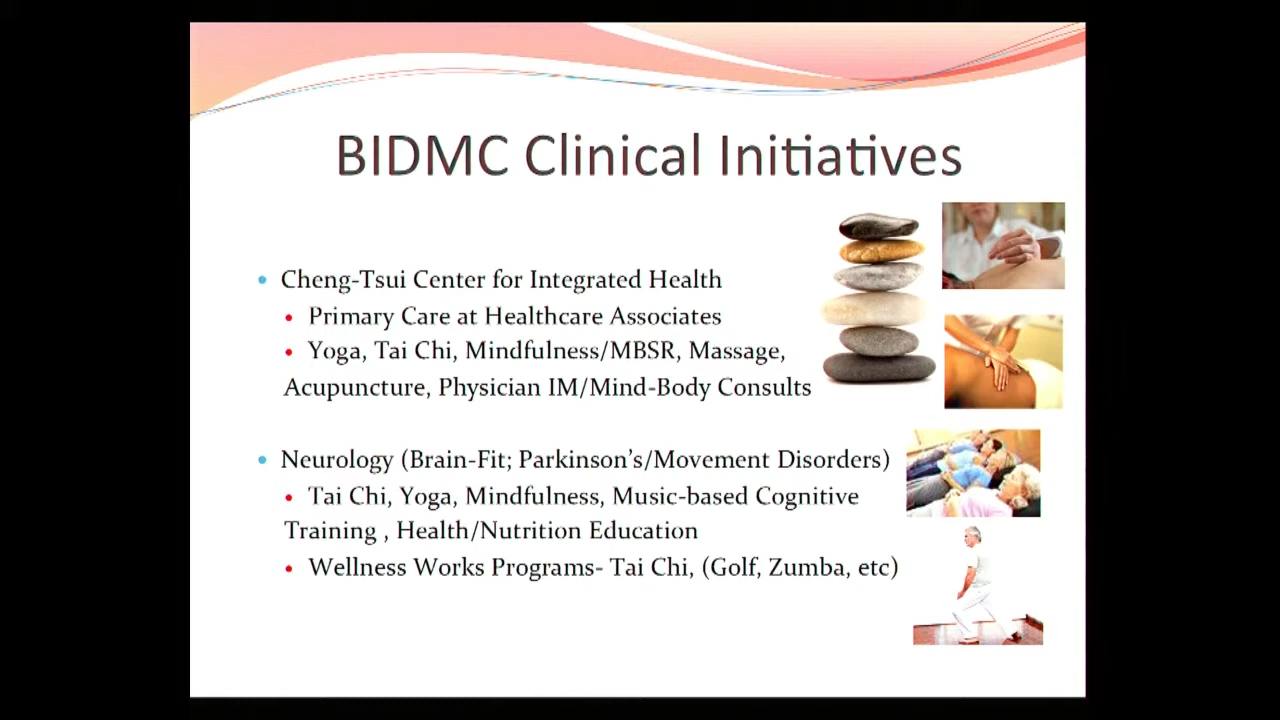 BIDMC Clinical Initiatives
• Cheng-Tsui Center for Integrated Health
• Primary Care at Healthcare Associates
• Yoga, Tai Chi, Mindfulness/MBSR, Massage,
Acupuncture, Physician IM/Mind-Body Consults
• Neurology (Brain-Fit; Parkinson's/Movement Disorders)
• Tai Chi, Yoga, Mindfulness, Music-based Cognitive
Training , Health/Nutrition Education
• Wellness Works Programs- Tai Chi, (Golf, Zumba, etc)